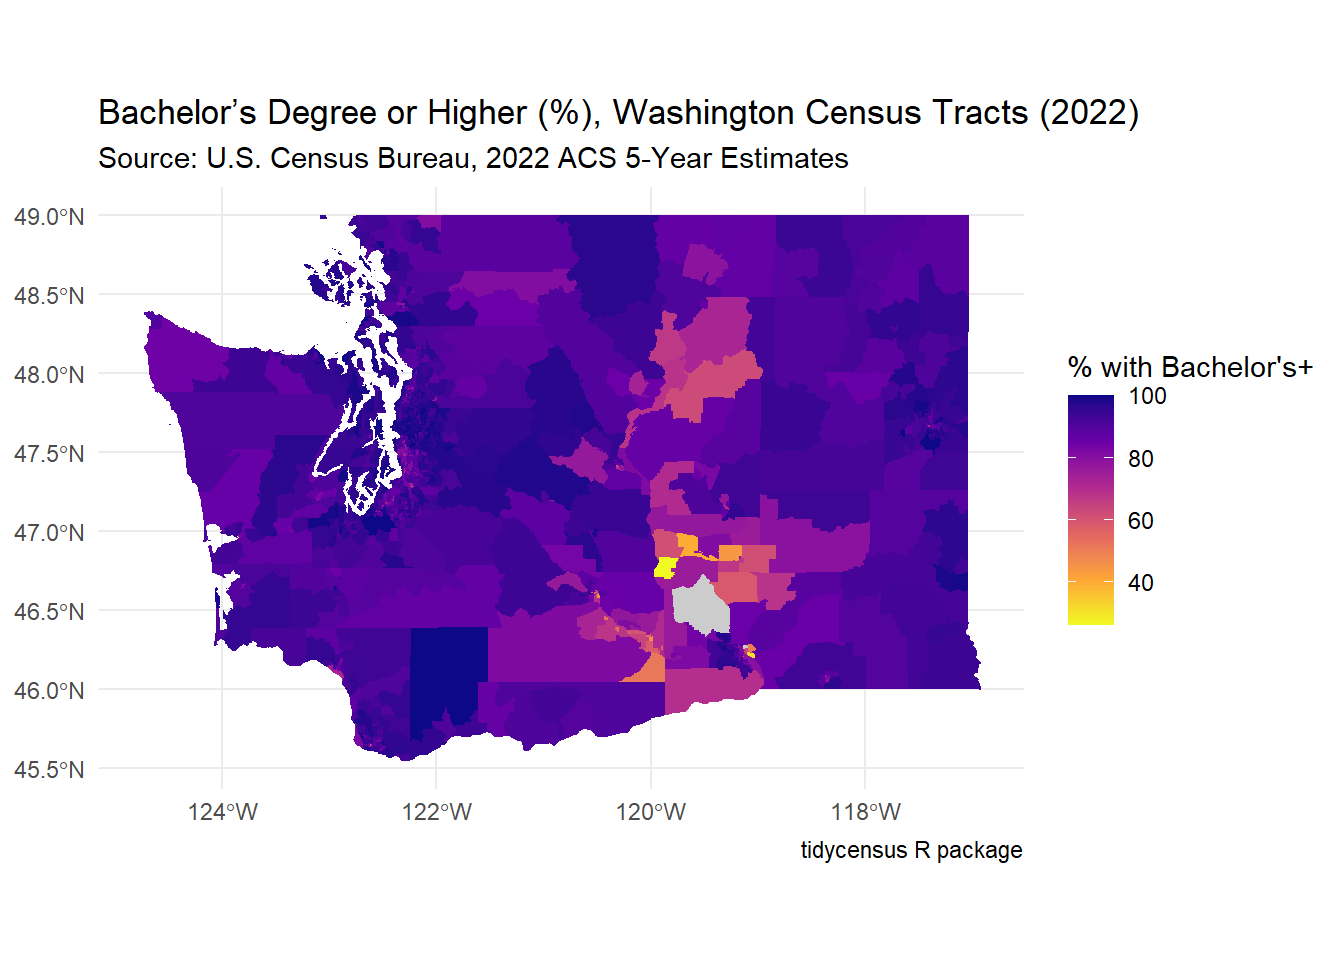 Bachelor’s Degree or Higher (%), Washington Census Tracts (2022)
Source: U.S. Census Bureau, 2022 ACS 5-Year Estimates
49.0°N
48.5°N
48.0°N
47.5°N
47.0°N
46.5°N
46.0°N
45.5°N
124°W
122°W
120°W
118°W
% with Bachelor's+
100
80
60
40
tidycensus R package